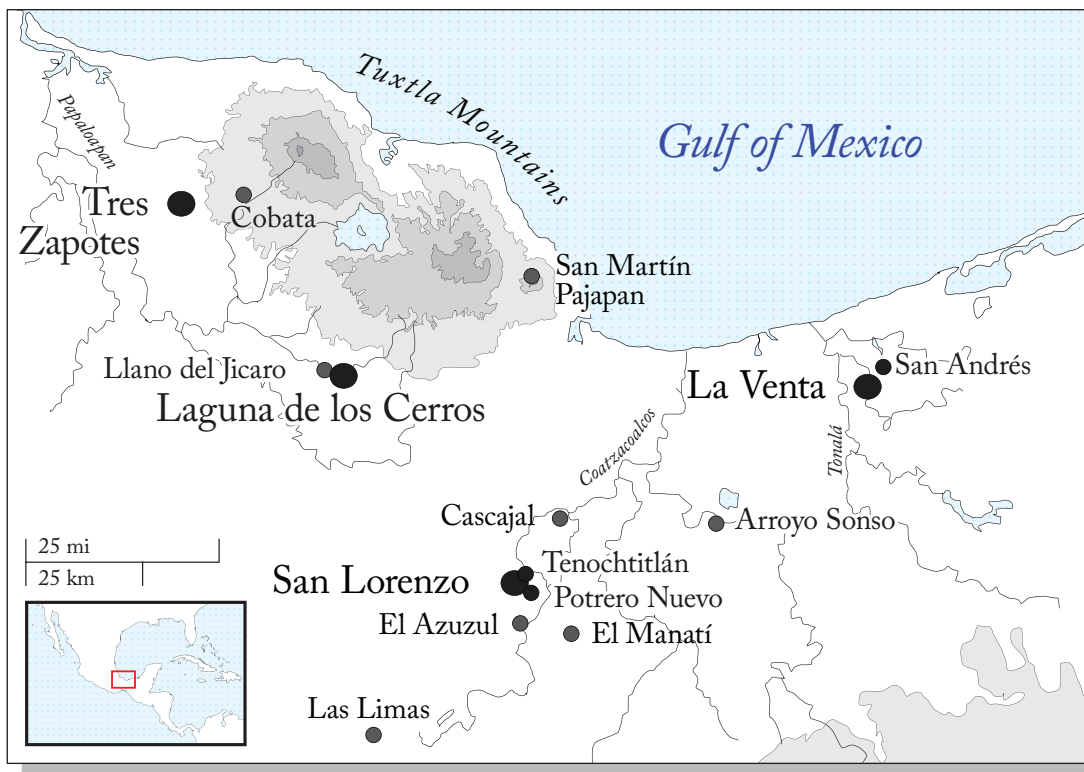 Tuxtla Mountains
Gulf of Mexico
Papaloapan
Tres
Zapotes
Cobata
San Martín
Pajapan
Llano del Jicaro
Laguna de los Cerros
La Venta
San Andrés
Coatzacoalcos
Tonalá
Cascajal
Arroyo Sonso
25 mi
25 km
San Lorenzo
Tenochtitlán
Potrero Nuevo
El Azuzul
El Manatí
Las Limas